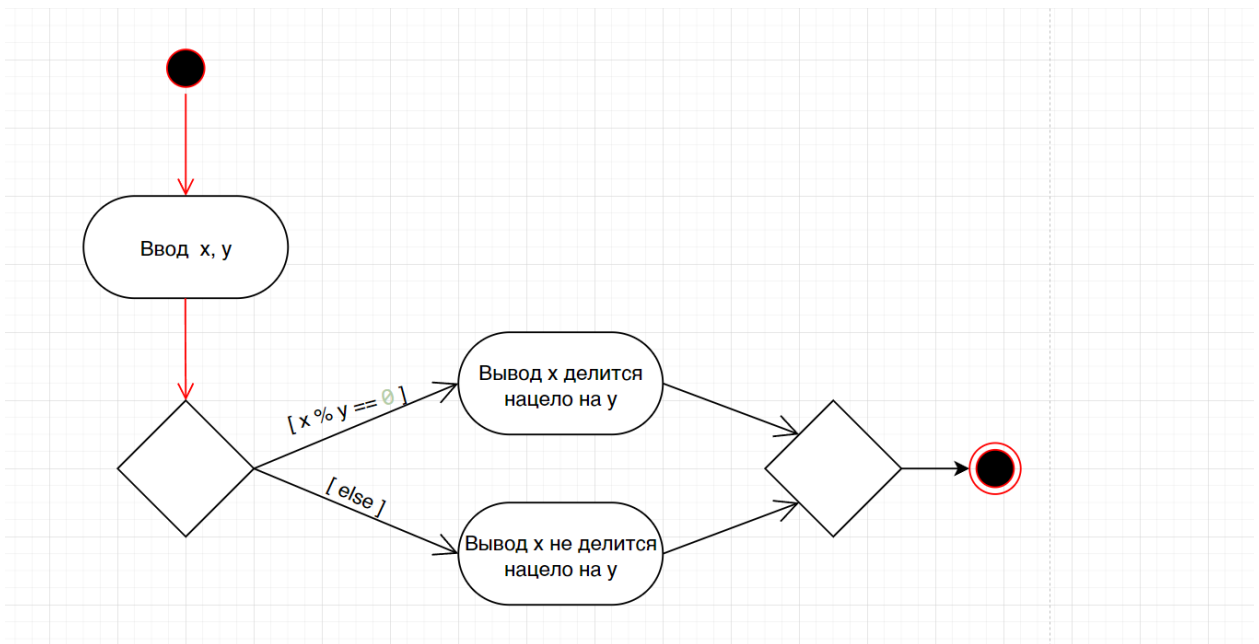 Ввод x, y
[ x % y == 0 ]
Вывод x делится
нацело на y
[ else ]
Вывод x не делится
нацело на y